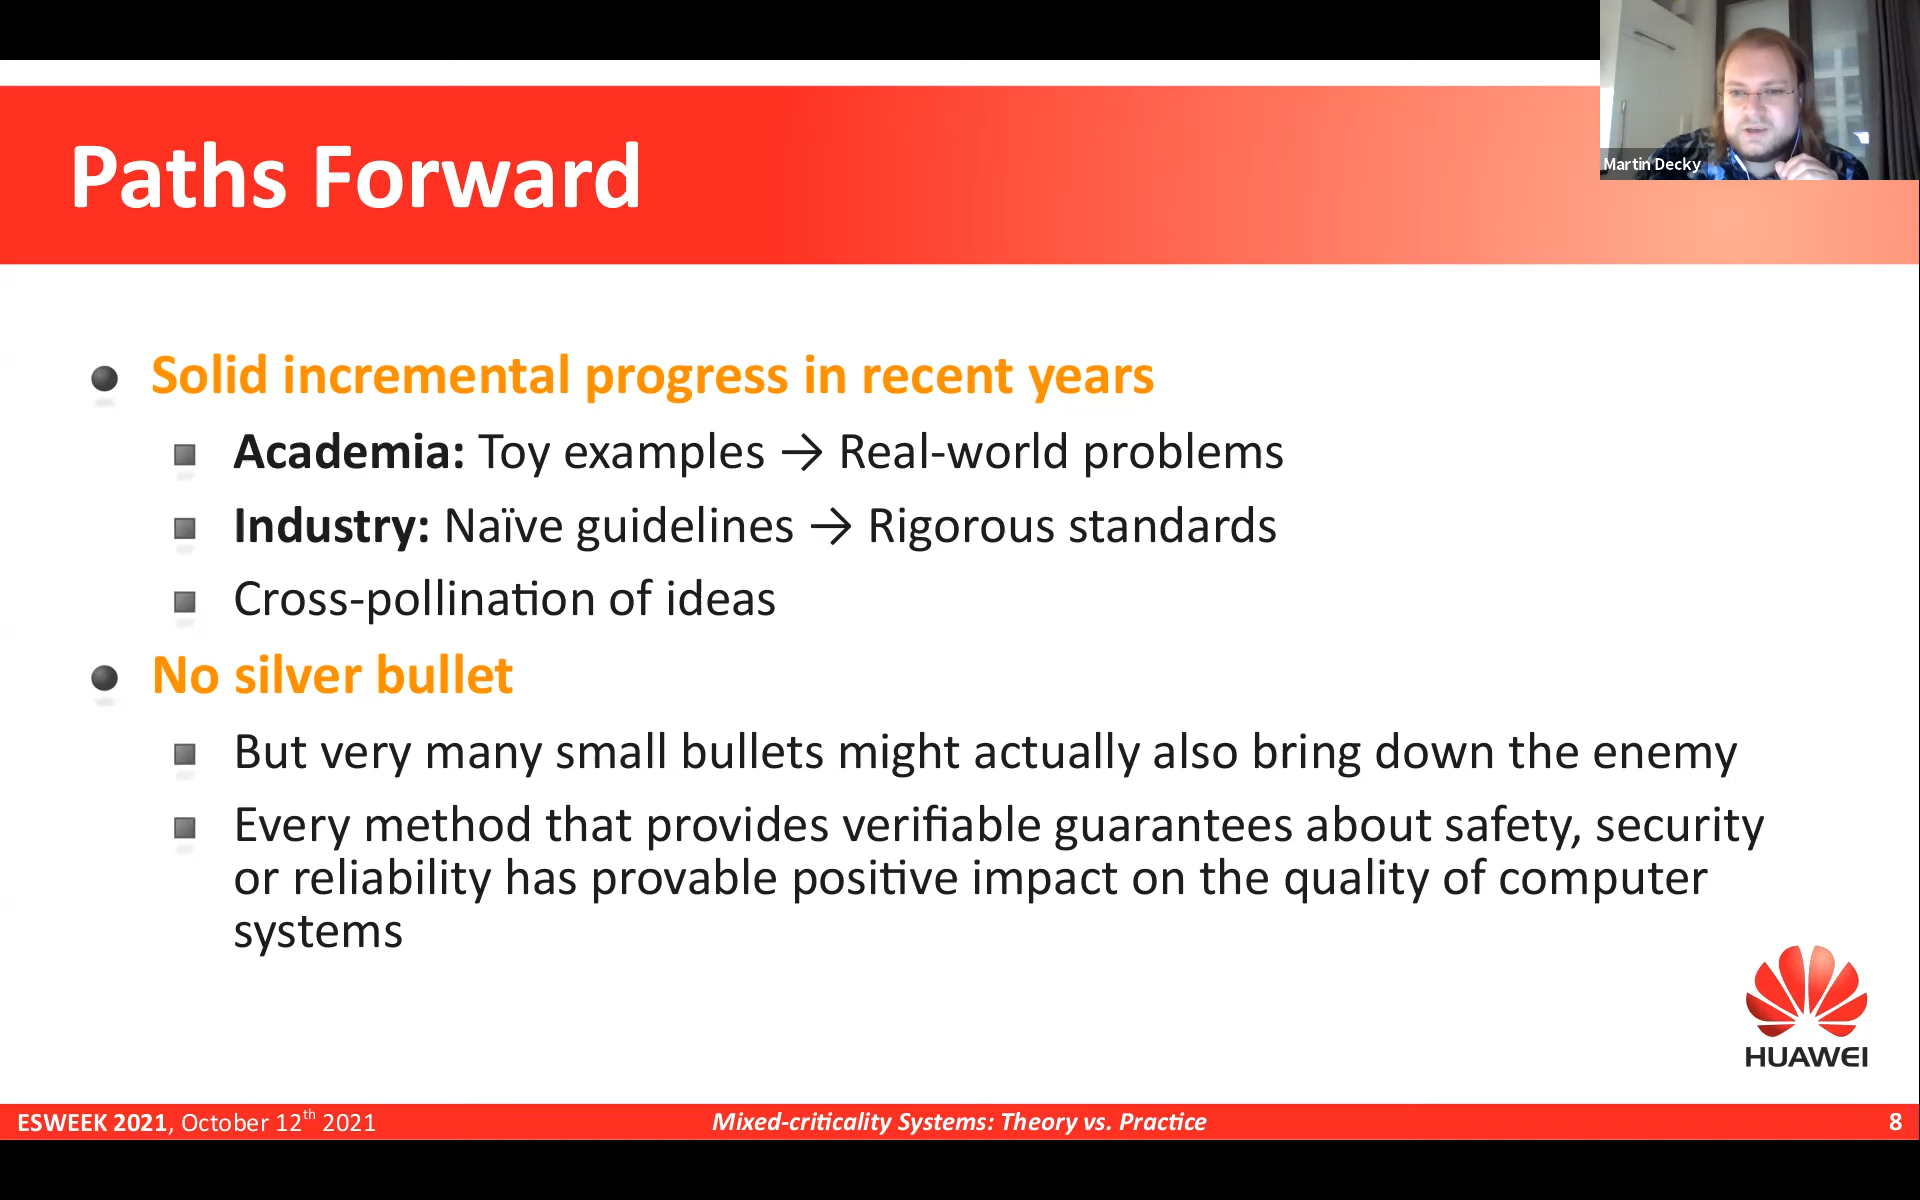 Martin Decky
Paths Forward
Solid incremental progress in recent years
Academia: Toy examples → Real-world problems
Industry: Naïve guidelines → Rigorous standards
Cross-pollination of ideas
No silver bullet
But very many small bullets might actually also bring down the enemy
Every method that provides verifiable guarantees about safety, security
or reliability has provable positive impact on the quality of computer
systems
HUAWEI
ESWEEK 2021, October 12th 2021
Mixed-criticality Systems: Theory vs. Practice
8